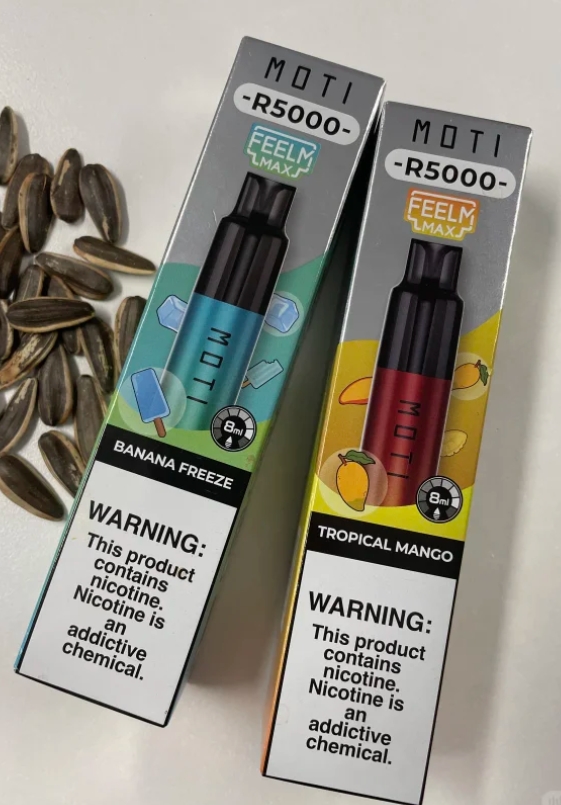 MOTI
-R5000-
FEELM
MAX
MOTI
8ml
BANANA FREEZE
WARNING:
This product
contains
nicotine.
Nicotine is
an
addictive
chemical.
MOTI
-R5000-
FEELM
MAX
MOTI
8ml
TROPICAL MANGO
WARNING:
This product
contains
nicotine.
Nicotine is
an
addictive
chemical.